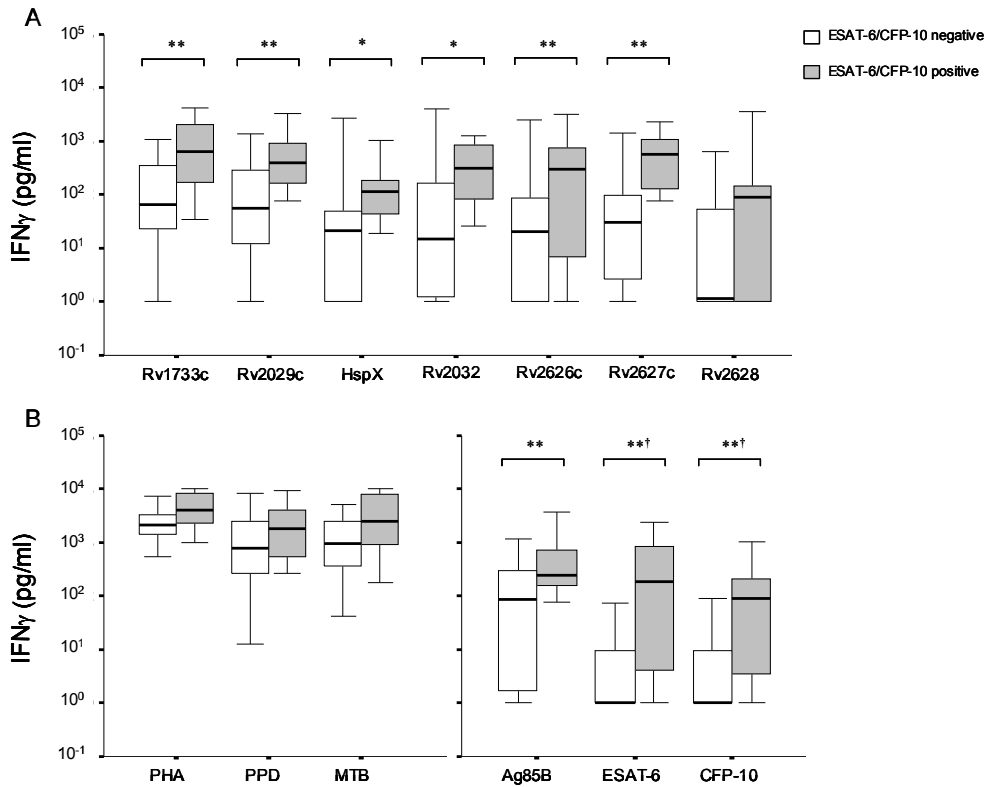 A
ESAT-6/CFP-10 negative
ESAT-6/CFP-10 positive
IFNγ (pg/ml)
10⁵
10⁴
10³
10²
10¹
10⁰
10⁻¹
** ** * * ** **
Rv1733c Rv2029c HspX Rv2032 Rv2626c Rv2627c Rv2628
B
IFNγ (pg/ml)
10⁵
10⁴
10³
10²
10¹
10⁰
10⁻¹
** **† **†
PHA PPD MTB Ag85B ESAT-6 CFP-10